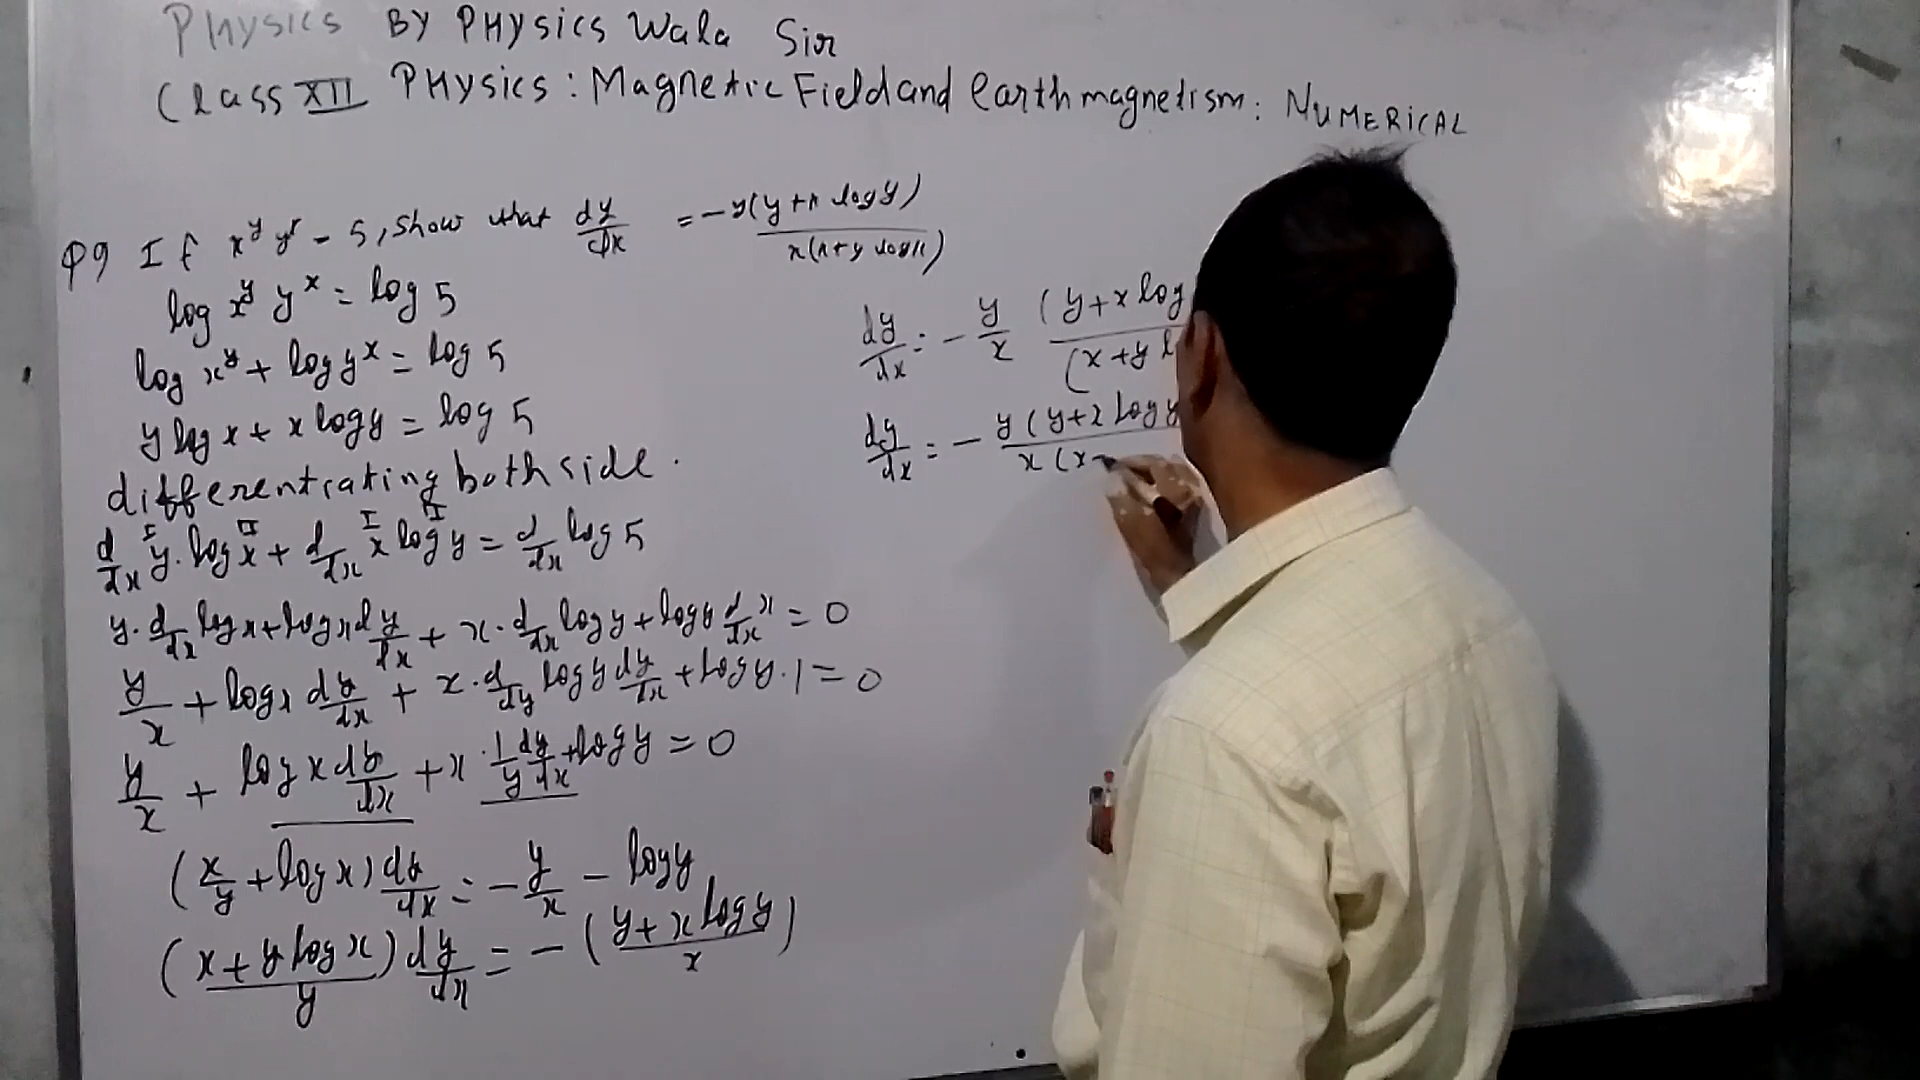 PHYSICS BY PHYSICS Wala Sir
Class XII PHYSICS : Magnetic Field and earth magnetism : NUMERICAL
Q9 If x^y y^x = 5, show that dy/dx = -y(y+x log y) / x(x+y log x)
log x^y y^x = log 5
log x^y + log y^x = log 5
y log x + x log y = log 5
differentiating both side.
d/dx y^I . log x^II + d/dx x^I log y^II = d/dx log 5
y . d/dx log x + log x dy/dx + x . d/dx log y + log y d/dx x = 0
y/x + log x dy/dx + x . d/dy log y dy/dx + log y . 1 = 0
y/x + log x dy/dx + x . 1/y dy/dx + log y = 0
(x/y + log x) dy/dx = - y/x - log y
(x + y log x)/y dy/dx = - (y + x log y)/x
dy/dx = - y/x (y + x log / (x + y
dy/dx = - y (y + x log y / x (x